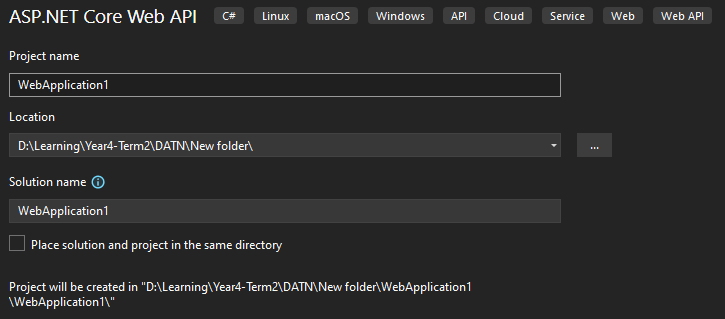 ASP.NET Core Web API C# Linux macOS Windows API Cloud Service Web Web API
Project name
WebApplication1
Location
D:\Learning\Year4-Term2\DATN\New folder\
...
Solution name
WebApplication1
Place solution and project in the same directory
Project will be created in "D:\Learning\Year4-Term2\DATN\New folder\WebApplication1
\WebApplication1\"